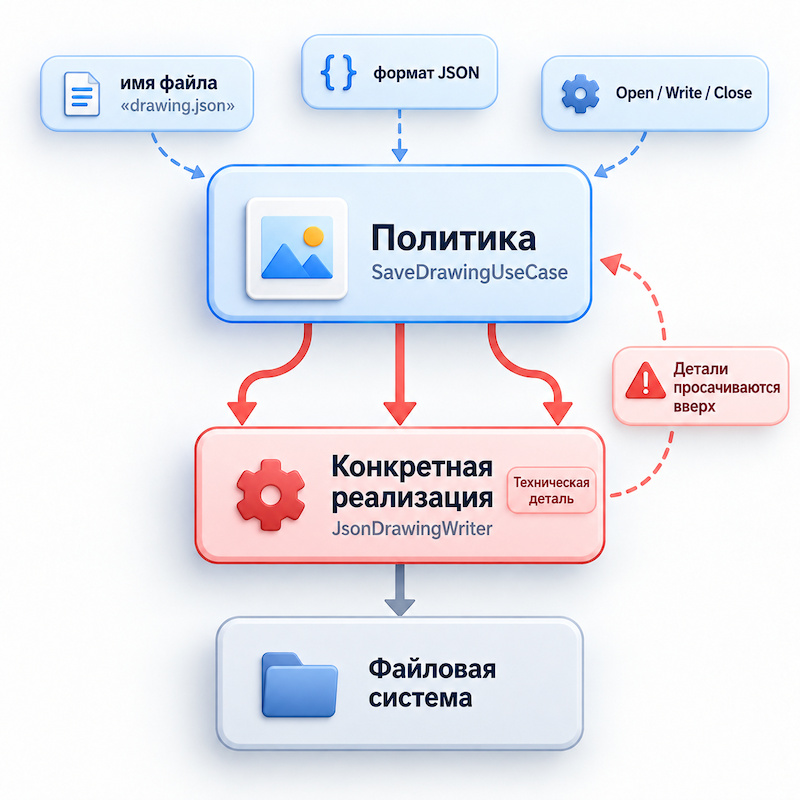 имя файла
«drawing.json»
{ } формат JSON
Open / Write / Close
Политика
SaveDrawingUseCase
Детали
просачиваются
вверх
Конкретная
реализация
JsonDrawingWriter
Техническая
деталь
Файловая
система